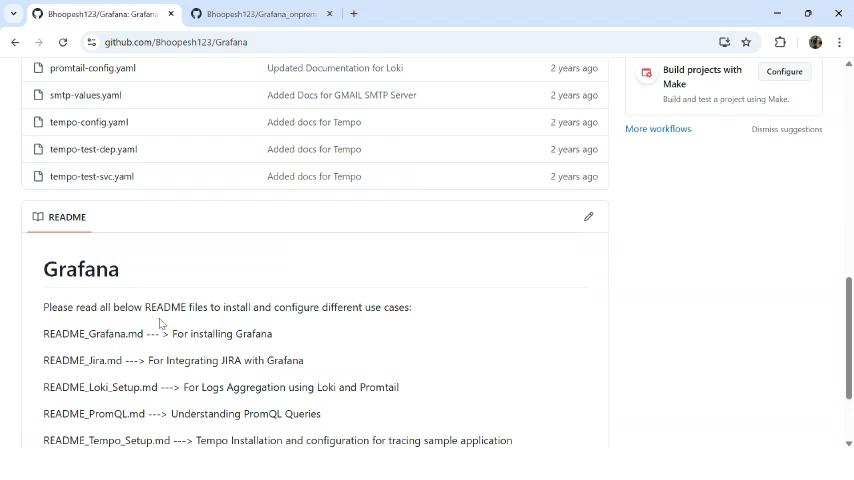 Bhoopesh123/Grafana: Grafana
Bhoopesh123/Grafana_onprem
github.com/Bhoopesh123/Grafana
promtail-config.yaml Updated Documentation for Loki 2 years ago
smtp-values.yaml Added Docs for GMAIL SMTP Server 2 years ago
tempo-config.yaml Added docs for Tempo 2 years ago
tempo-test-dep.yaml Added docs for Tempo 2 years ago
tempo-test-svc.yaml Added docs for Tempo 2 years ago
Build projects with
Make
Configure
Build and test a project using Make.
More workflows Dismiss suggestions
README
Grafana
Please read all below README files to install and configure different use cases:
README_Grafana.md --- > For installing Grafana
README_Jira.md ---> For Integrating JIRA with Grafana
README_Loki_Setup.md ---> For Logs Aggregation using Loki and Promtail
README_PromQL.md ---> Understanding PromQL Queries
README_Tempo_Setup.md ---> Tempo Installation and configuration for tracing sample application